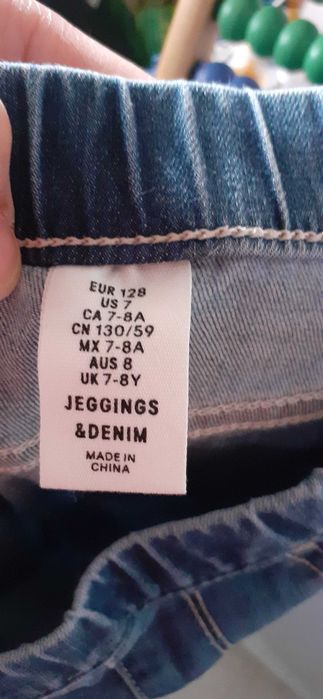 EUR 128
US 7
CA 7-8A
CN 130/59
MX 7-8A
AUS 8
UK 7-8Y
JEGGINGS
&DENIM
MADE IN
CHINA